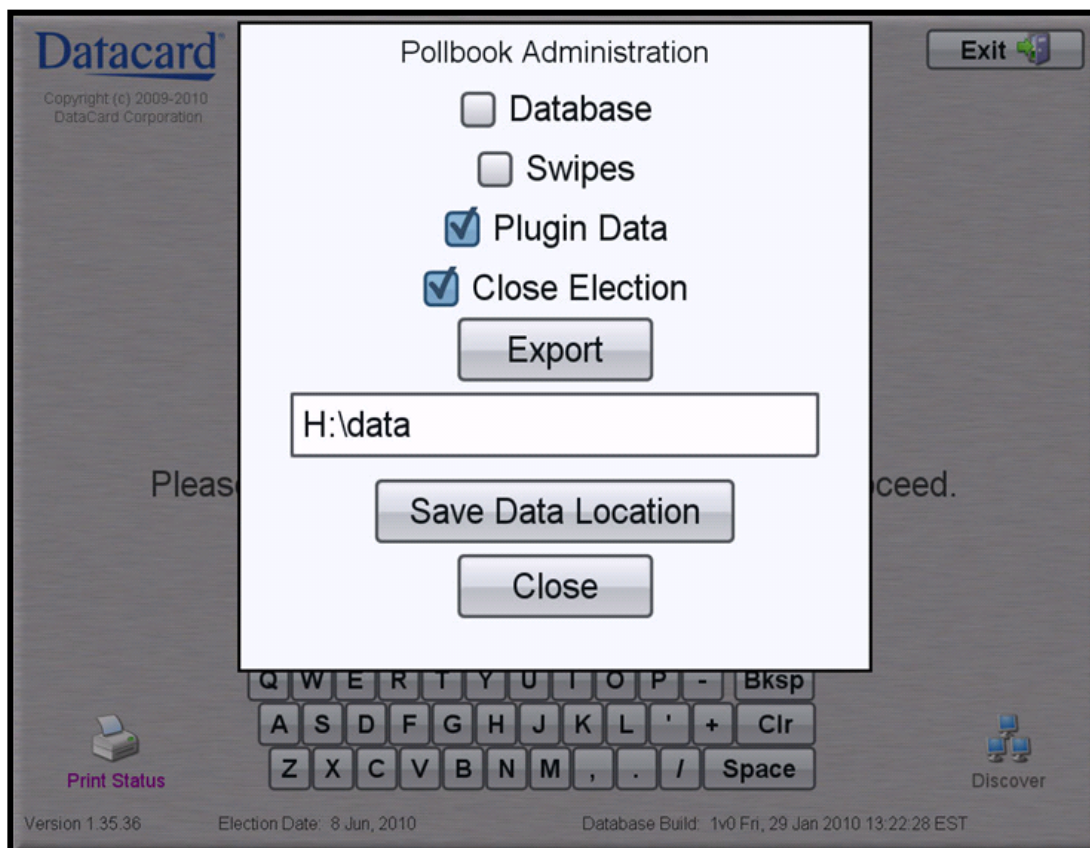 Datacard®
Copyright (c) 2009-2010
DataCard Corporation
Exit
Pollbook Administration
Database
Swipes
Plugin Data
Close Election
Export
H:\data
Pleas ceed.
Save Data Location
Close
Q W E R T Y U I O P - Bksp
A S D F G H J K L ' + Clr
Z X C V B N M , . / Space
Print Status
Discover
Version 1.35.36 Election Date: 8 Jun, 2010 Database Build: 1v0 Fri, 29 Jan 2010 13:22:28 EST